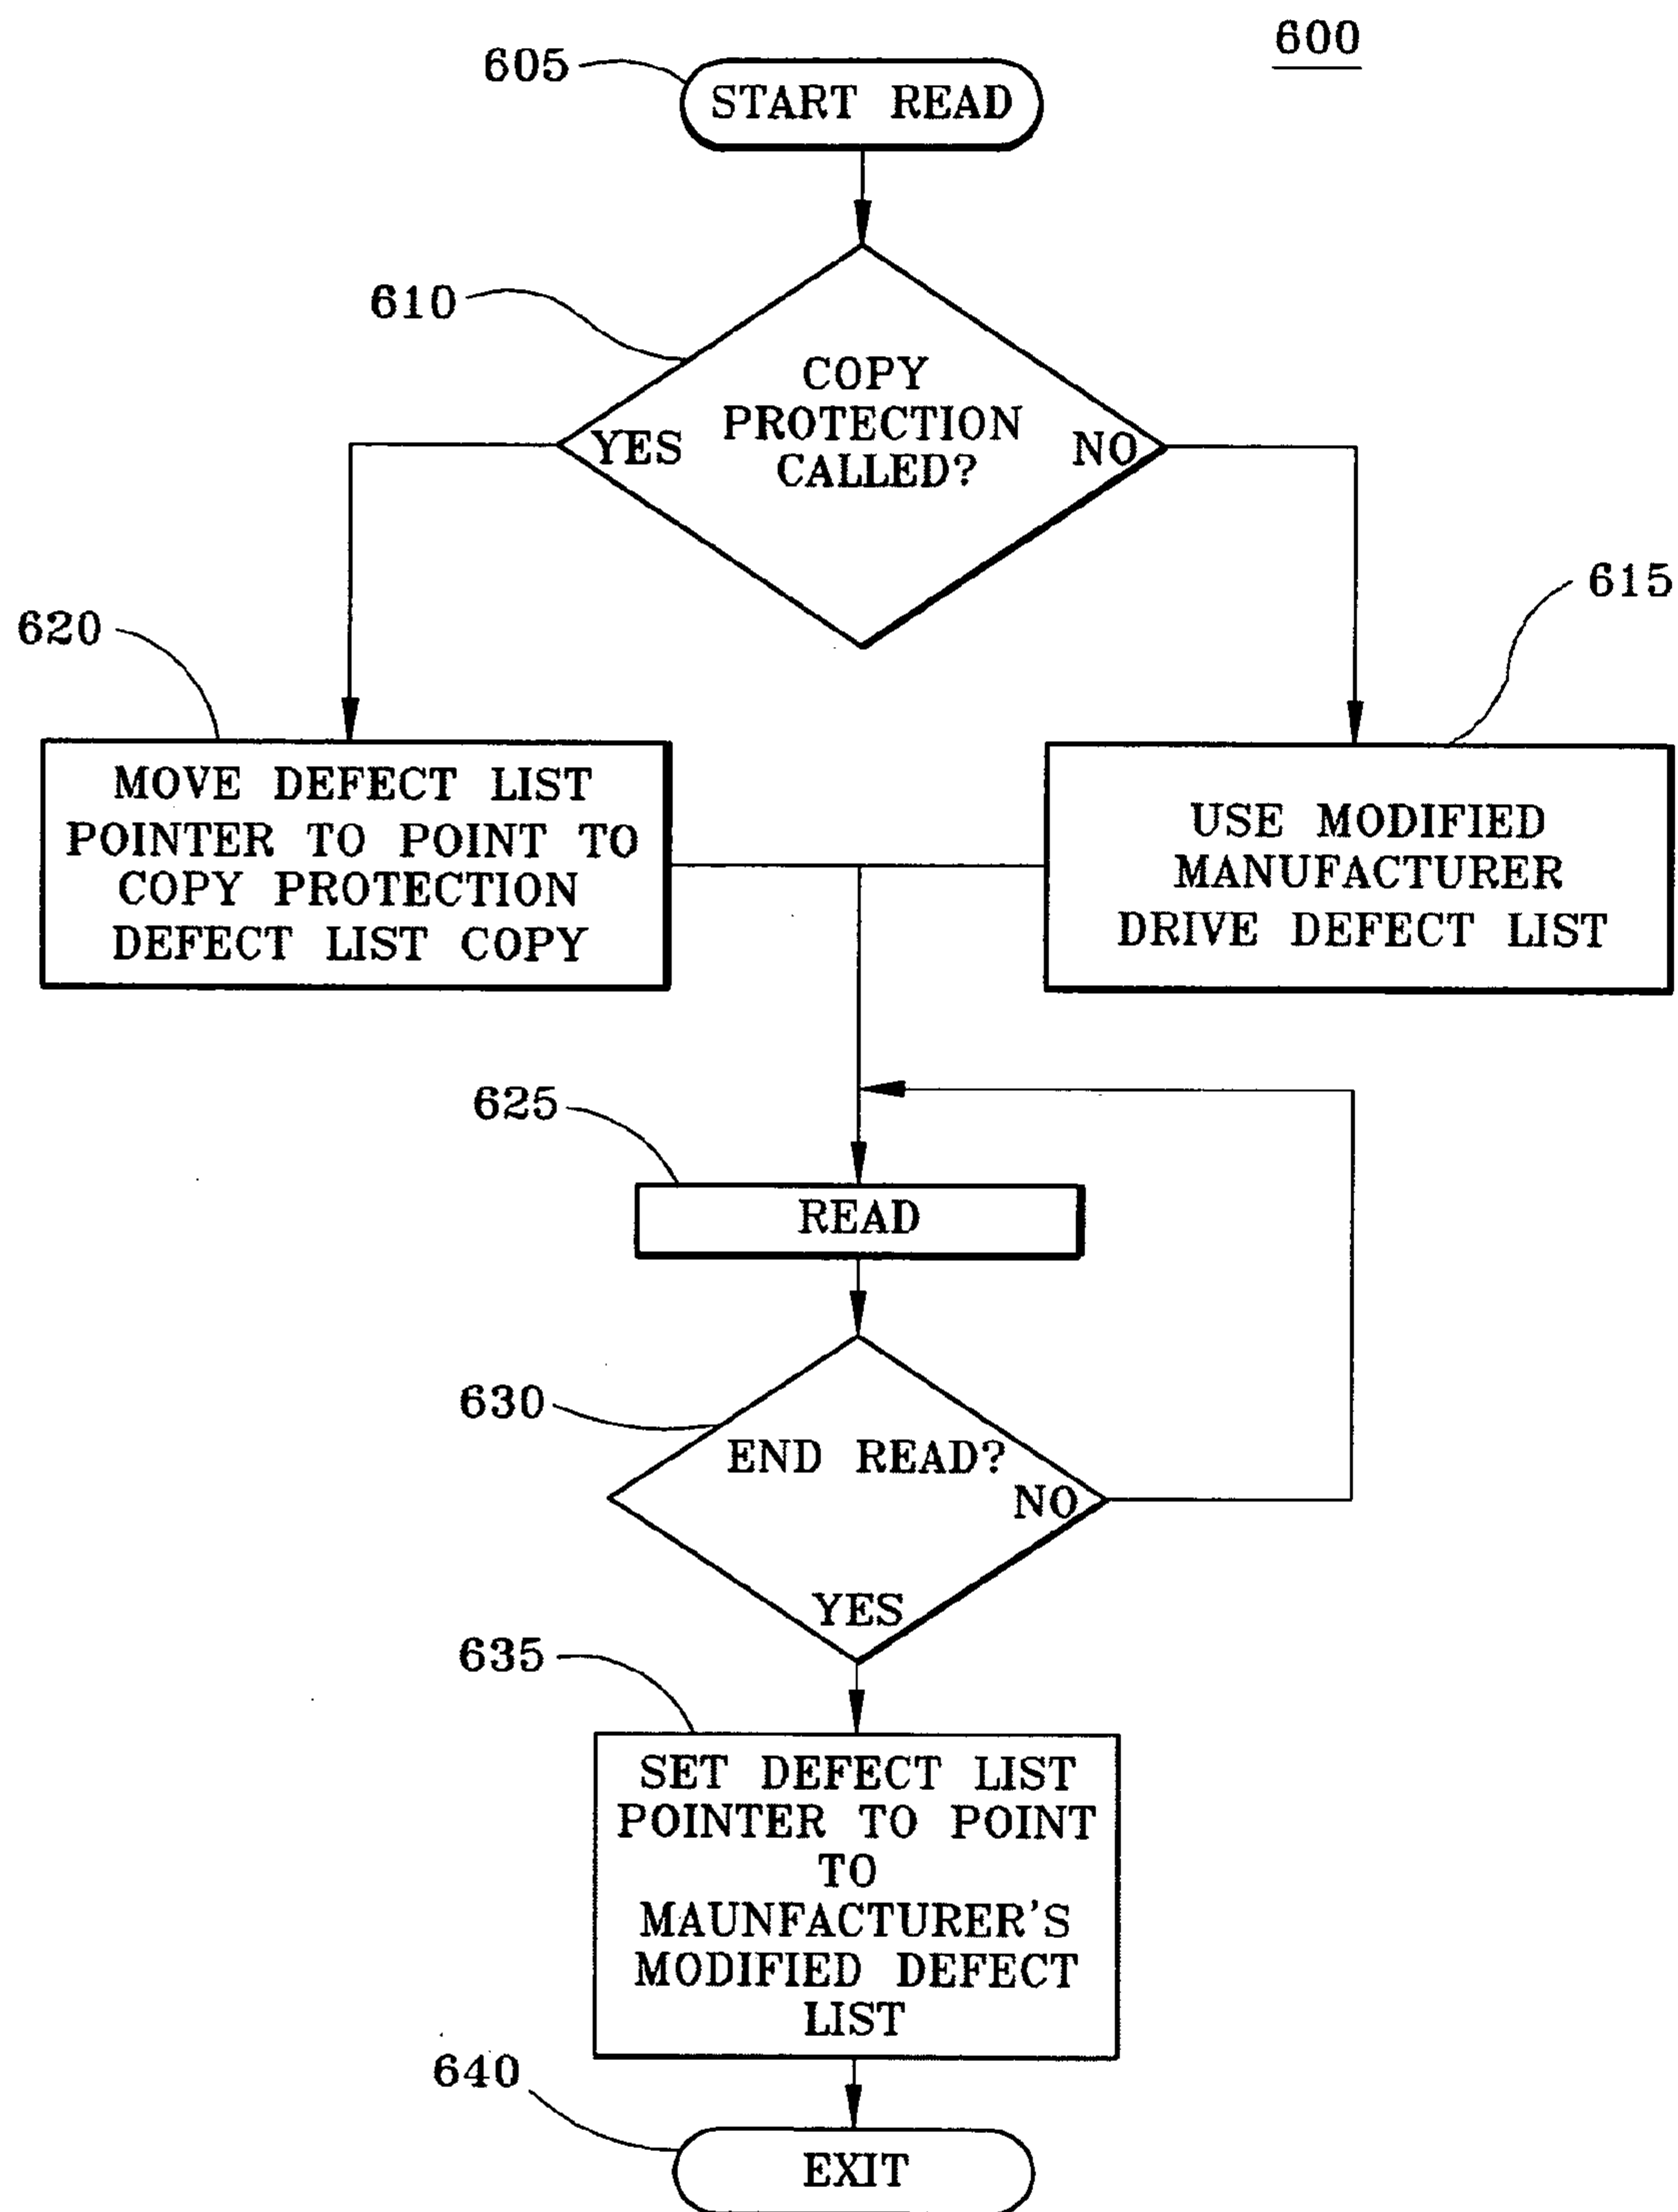 600
605
START READ
610
COPY
PROTECTION
CALLED?
YES
NO
615
620
MOVE DEFECT LIST
POINTER TO POINT TO
COPY PROTECTION
DEFECT LIST COPY
USE MODIFIED
MANUFACTURER
DRIVE DEFECT LIST
625
READ
630
END READ?
NO
YES
635
SET DEFECT LIST
POINTER TO POINT
TO
MAUNFACTURER'S
MODIFIED DEFECT
LIST
640
EXIT